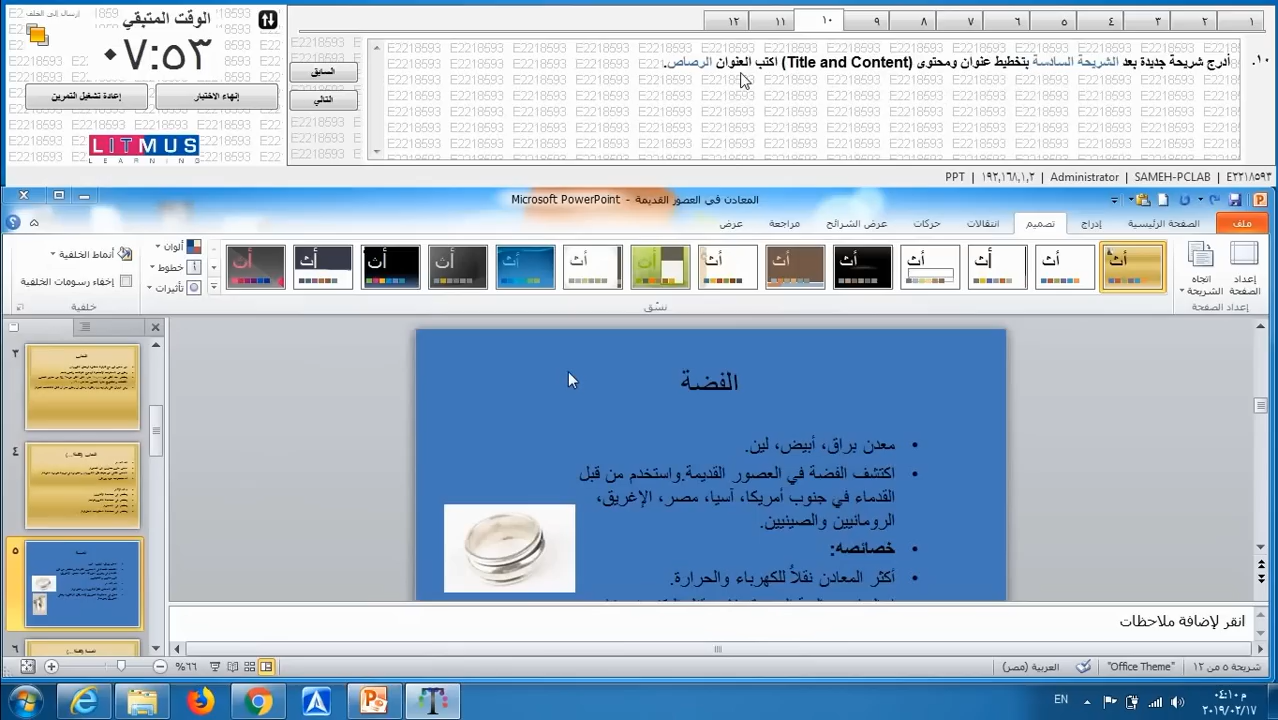 إرسال إلى الخلف
الوقت المتبقي
٠٧:٥٣
إنهاء الاختبار
إعادة تشغيل التمرين
LITMUS
LEARNING
السابق
التالي
١ ٢ ٣ ٤ ٥ ٦ ٧ ٨ ٩ ١٠ ١١ ١٢
١٠. أدرج شريحة جديدة بعد الشريحة السادسة بتخطيط عنوان ومحتوى (Title and Content) اكتب العنوان الرصاص.
E2218593
PPT | ١٩٢,١٦٨,١,٢ | Administrator | SAMEH-PCLAB | E٢٢١٨٥٩٣
المعادن في العصور القديمة - Microsoft PowerPoint
ملف الصفحة الرئيسية إدراج تصميم انتقالات حركات عرض الشرائح مراجعة عرض
إعداد الصفحة
اتجاه الشريحة
إعداد الصفحة
نسّق
ألوان
خطوط
تأثيرات
أنماط الخلفية
إخفاء رسومات الخلفية
خلفية
٣
٤
٥
٦
الفضة
• معدن براق، أبيض، لين.
• اكتشف الفضة في العصور القديمة.واستخدم من قبل
القدماء في جنوب أمريكا، آسيا، مصر، الإغريق،
الرومانيين والصينيين.
• خصائصه:
• أكثر المعادن نقلاً للكهرباء والحرارة.
انقر لإضافة ملاحظات
شريحة ٥ من ١٢
"Office Theme"
العربية (مصر)
٦٦%
EN
٠٤:١٠ م
٢٠١٩/٠٢/١٧